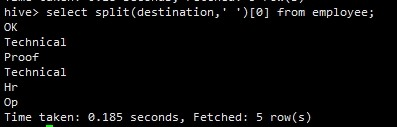 hive> select split(destination,' ')[0] from employee;
OK
Technical
Proof
Technical
Hr
Op
Time taken: 0.185 seconds, Fetched: 5 row(s)